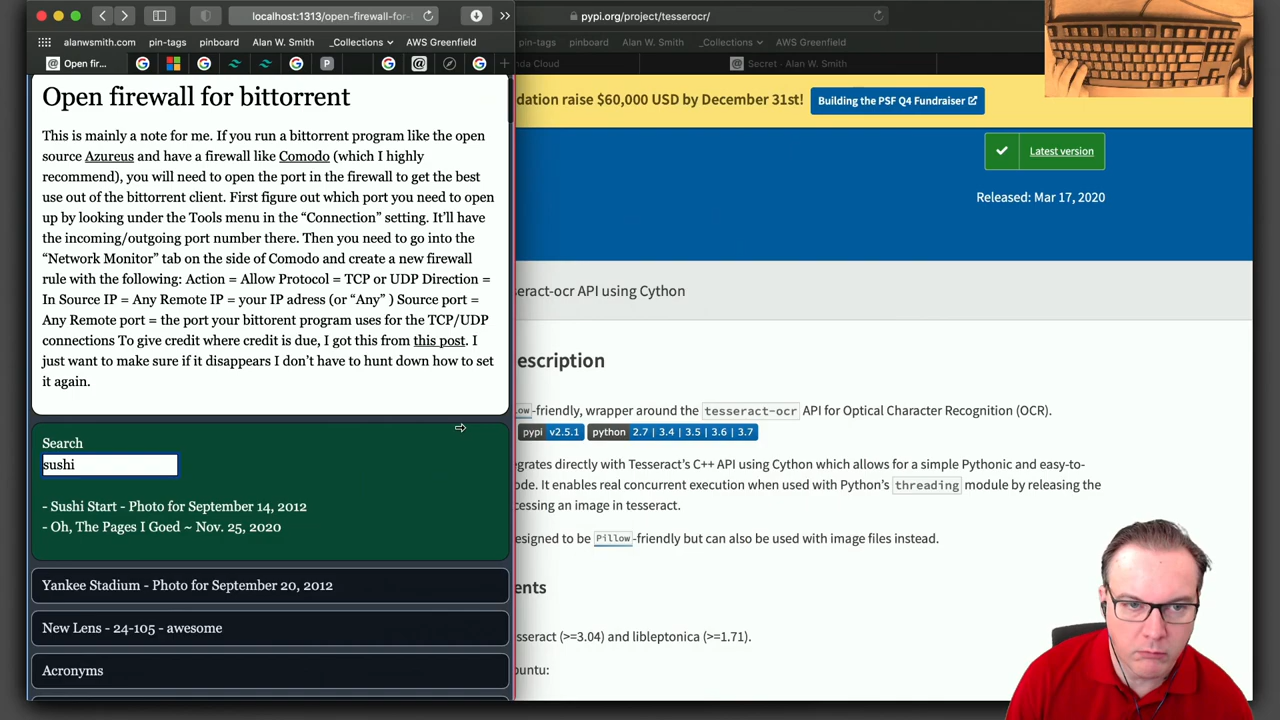 localhost:1313/open-firewall-for-
pypi.org/project/tesserocr/
alanwsmith.com pin-tags pinboard Alan W. Smith _Collections AWS Greenfield
pin-tags pinboard Alan W. Smith _Collections AWS Greenfield
Open fir...
nda Cloud
Secret - Alan W. Smith
Open firewall for bittorrent
This is mainly a note for me. If you run a bittorrent program like the open
source Azureus and have a firewall like Comodo (which I highly
recommend), you will need to open the port in the firewall to get the best
use out of the bittorrent client. First figure out which port you need to open
up by looking under the Tools menu in the “Connection” setting. It’ll have
the incoming/outgoing port number there. Then you need to go into the
“Network Monitor” tab on the side of Comodo and create a new firewall
rule with the following: Action = Allow Protocol = TCP or UDP Direction =
In Source IP = Any Remote IP = your IP adress (or “Any” ) Source port =
Any Remote port = the port your bittorent program uses for the TCP/UDP
connections To give credit where credit is due, I got this from this post. I
just want to make sure if it disappears I don’t have to hunt down how to set
it again.
Search
sushi
- Sushi Start - Photo for September 14, 2012
- Oh, The Pages I Goed ~ Nov. 25, 2020
Yankee Stadium - Photo for September 20, 2012
New Lens - 24-105 - awesome
Acronyms
dation raise $60,000 USD by December 31st!
Building the PSF Q4 Fundraiser
Latest version
Released: Mar 17, 2020
seract-ocr API using Cython
escription
ow-friendly, wrapper around the tesseract-ocr API for Optical Character Recognition (OCR).
pypi v2.5.1 python 2.7 | 3.4 | 3.5 | 3.6 | 3.7
egrates directly with Tesseract’s C++ API using Cython which allows for a simple Pythonic and easy-to-
ode. It enables real concurrent execution when used with Python’s threading module by releasing the
cessing an image in tesseract.
esigned to be Pillow-friendly but can also be used with image files instead.
ents
sseract (>=3.04) and libleptonica (>=1.71).
buntu: